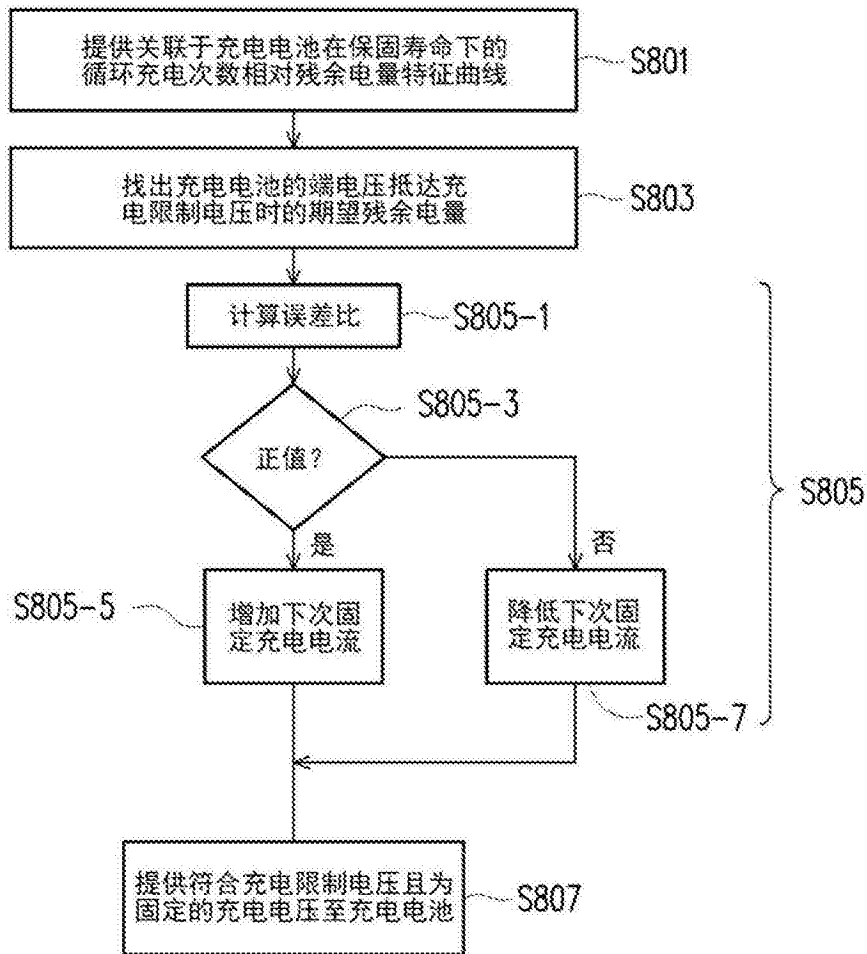 提供关联于充电电池在保固寿命下的
循环充电次数相对残余电量特征曲线
S801
找出充电电池的端电压抵达充
电限制电压时的期望残余电量
S803
计算误差比
S805-1
S805-3
正值?
S805
是
否
S805-5
增加下次固
定充电电流
降低下次固
定充电电流
S805-7
提供符合充电限制电压且为
固定的充电电压至充电电池
S807